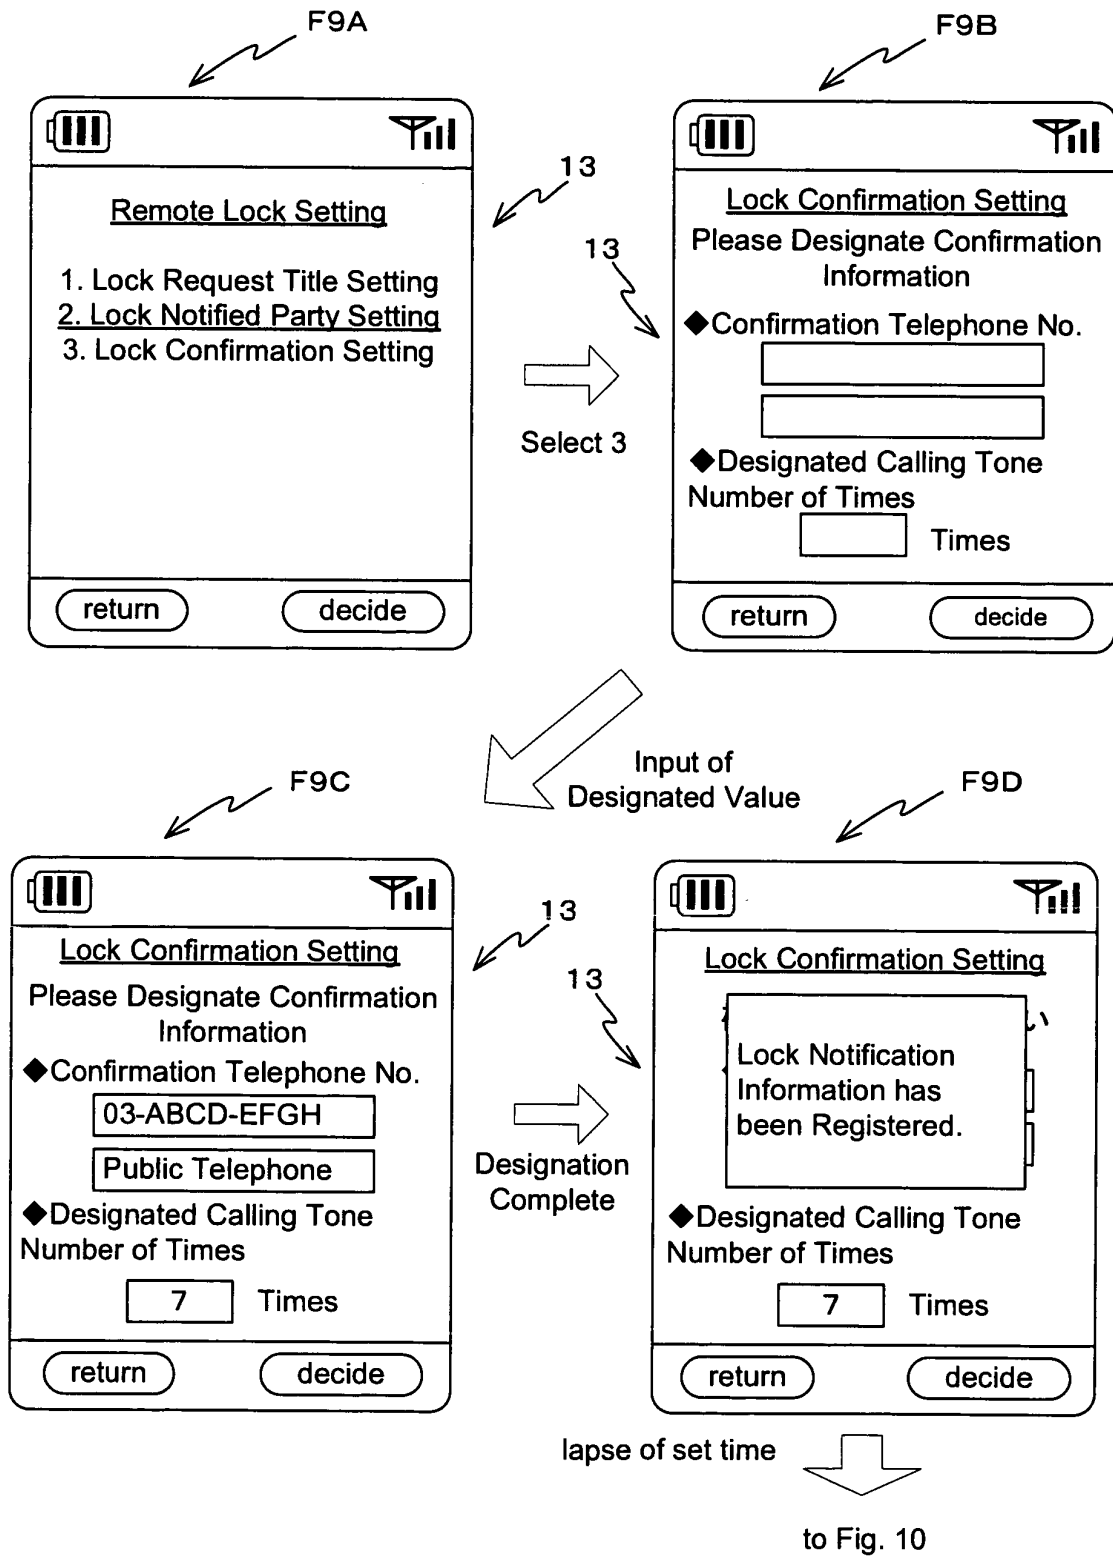 F9A
F9B
Remote Lock Setting
1. Lock Request Title Setting
2. Lock Notified Party Setting
3. Lock Confirmation Setting
return
decide
13
13
Select 3
Lock Confirmation Setting
Please Designate Confirmation
Information
◆Confirmation Telephone No.
◆Designated Calling Tone
Number of Times
Times
return
decide
Input of
Designated Value
F9C
F9D
Lock Confirmation Setting
Please Designate Confirmation
Information
◆Confirmation Telephone No.
03-ABCD-EFGH
Public Telephone
◆Designated Calling Tone
Number of Times
7 Times
return
decide
13
13
Designation
Complete
Lock Confirmation Setting
い
Lock Notification
Information has
been Registered.
◆Designated Calling Tone
Number of Times
7 Times
return
decide
lapse of set time
to Fig. 10